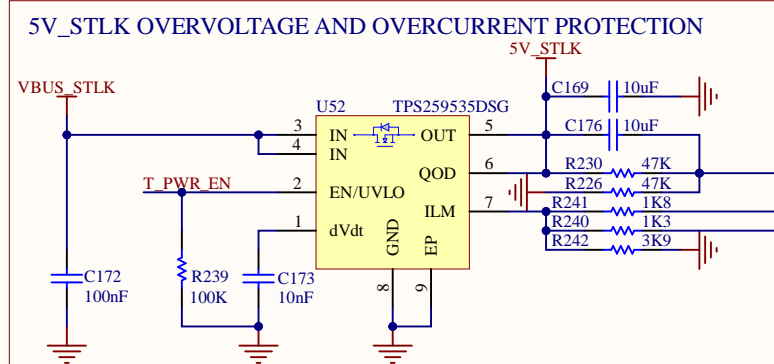 5V_STLK OVERVOLTAGE AND OVERCURRENT PROTECTION
5V_STLK
VBUS_STLK
C169 10uF
U52 TPS259535DSG
C176 10uF
3 IN OUT 5
4 IN
QOD 6
R230 47K
T_PWR_EN 2 EN/UVLO
R226 47K
ILM 7
R241 1K8
1 dVdt
R240 1K3
R242 3K9
GND EP
C172 100nF
R239 100K
C173 10nF
8 9